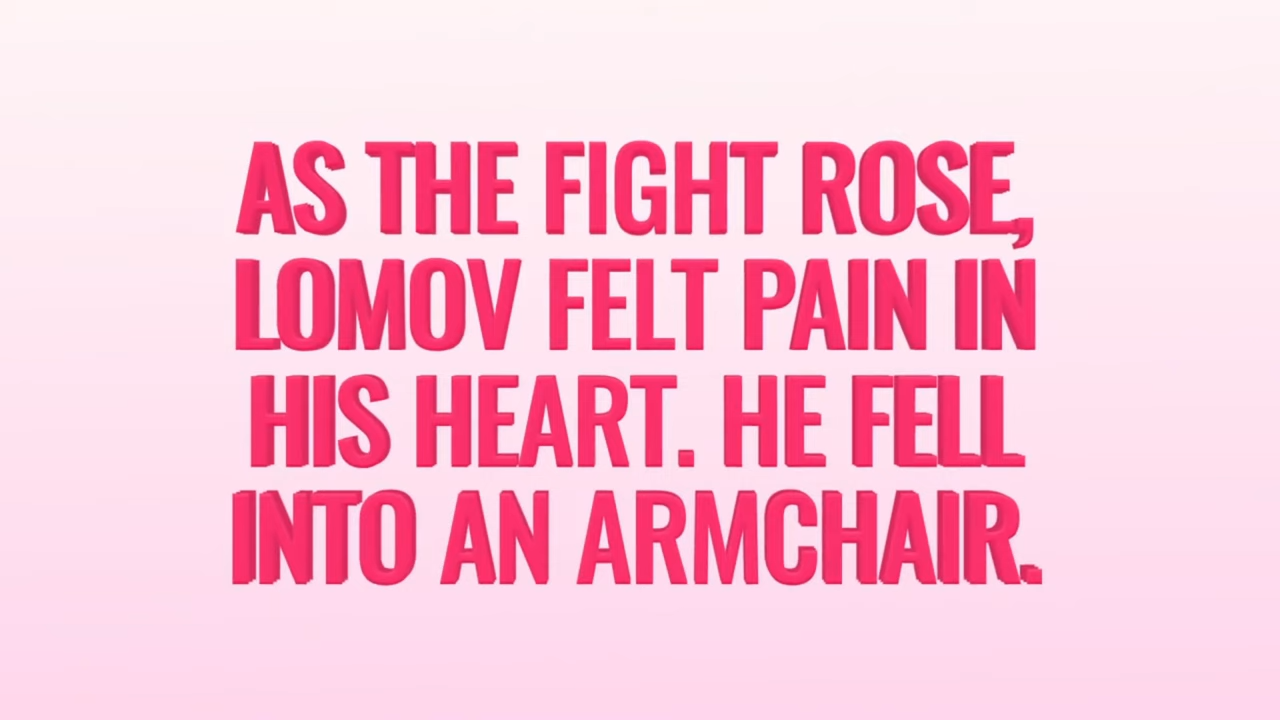 AS THE FIGHT ROSE,
LOMOV FELT PAIN IN
HIS HEART. HE FELL
INTO AN ARMCHAIR.